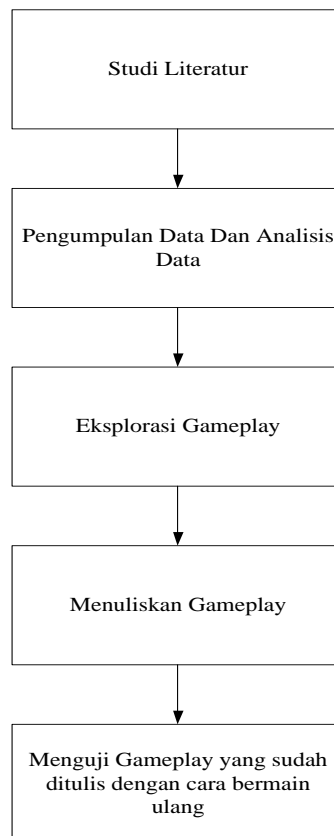 Studi Literatur
Pengumpulan Data Dan Analisis
Data
Eksplorasi Gameplay
Menuliskan Gameplay
Menguji Gameplay yang sudah
ditulis dengan cara bermain
ulang